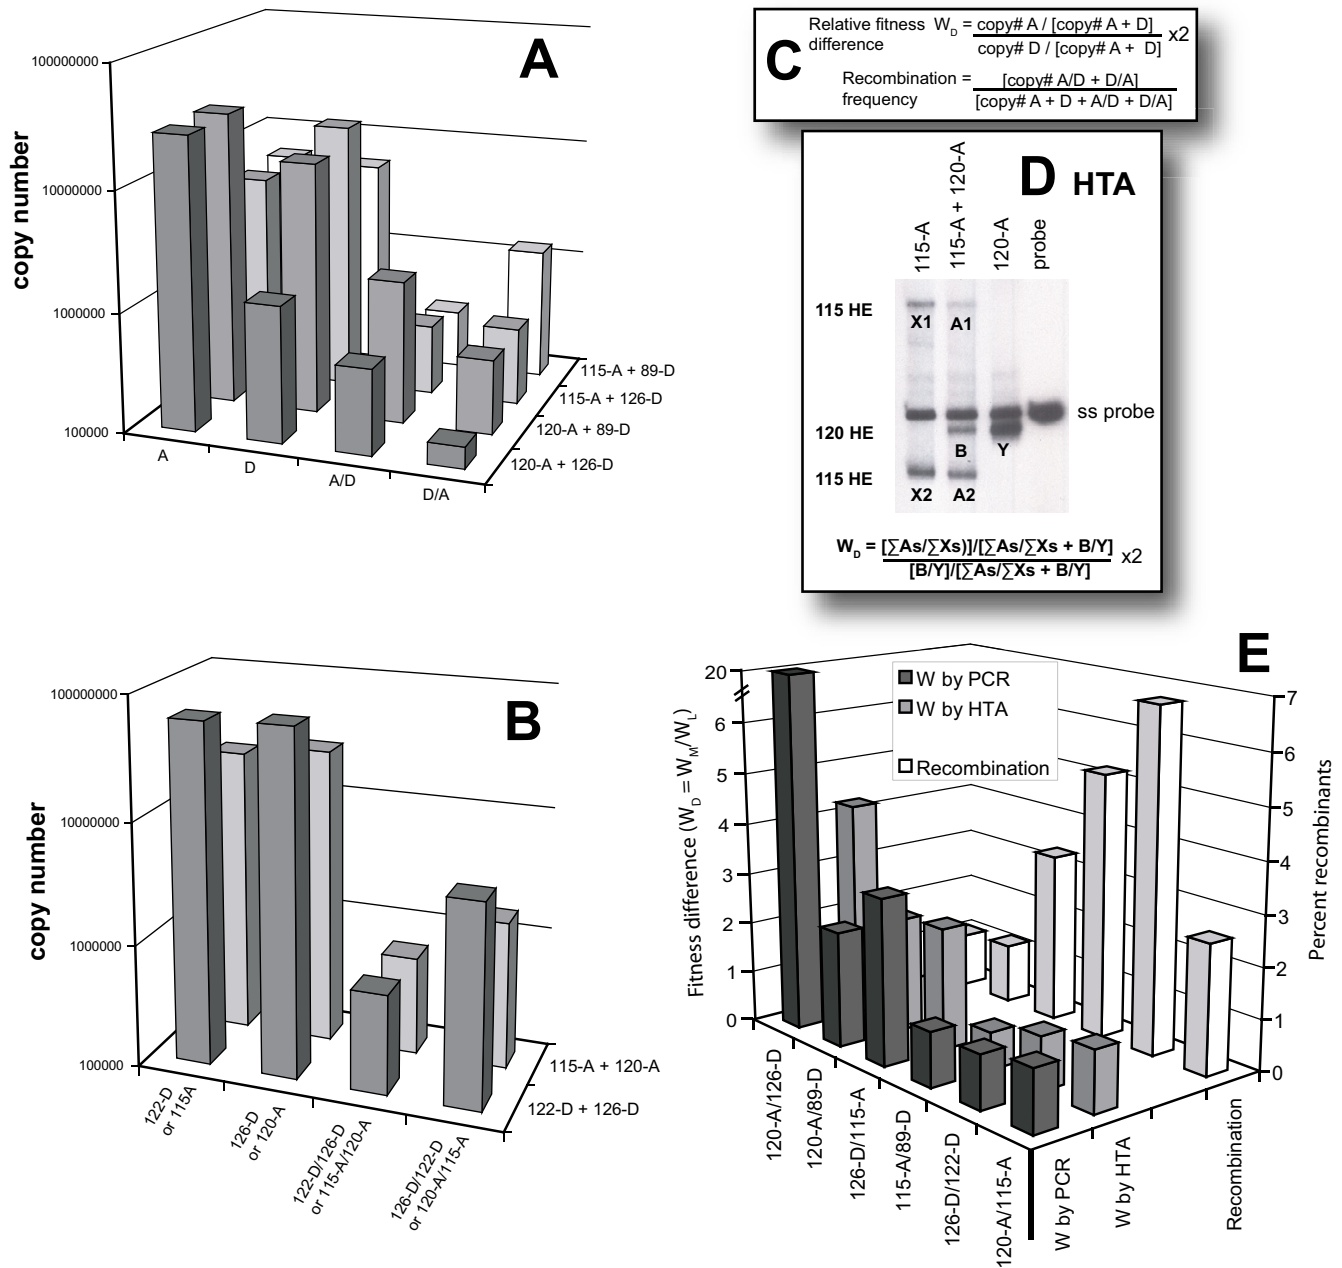 A
copy number
100000000
10000000
1000000
100000
A
D
A/D
D/A
115-A + 89-D
115-A + 126-D
120-A + 89-D
120-A + 126-D
C
Relative fitness difference W_D = copy# A / [copy# A + D]
copy# D / [copy# A + D]
x2
Recombination frequency =
[copy# A/D + D/A]
[copy# A + D + A/D + D/A]
D HTA
115-A
115-A + 120-A
120-A
probe
115 HE
X1
A1
ss probe
120 HE
B
Y
115 HE
X2
A2
W_D = [∑As/∑Xs)]/[∑As/∑Xs + B/Y]
[B/Y]/[∑As/∑Xs + B/Y]
x2
B
copy number
100000000
10000000
1000000
100000
122-D
or 115A
126-D
or 120-A
122-D/126-D
or 115-A/120-A
126-D/122-D
or 120-A/115-A
115-A + 120-A
122-D + 126-D
E
W by PCR
W by HTA
Recombination
Fitness difference (W_D = W_M/W_L)
20
6
5
4
3
2
1
0
Percent recombinants
7
6
5
4
3
2
1
0
120-A/126-D
120-A/89-D
126-D/115-A
115-A/89-D
126-D/122-D
120-A/115-A
W by PCR
W by HTA
Recombination